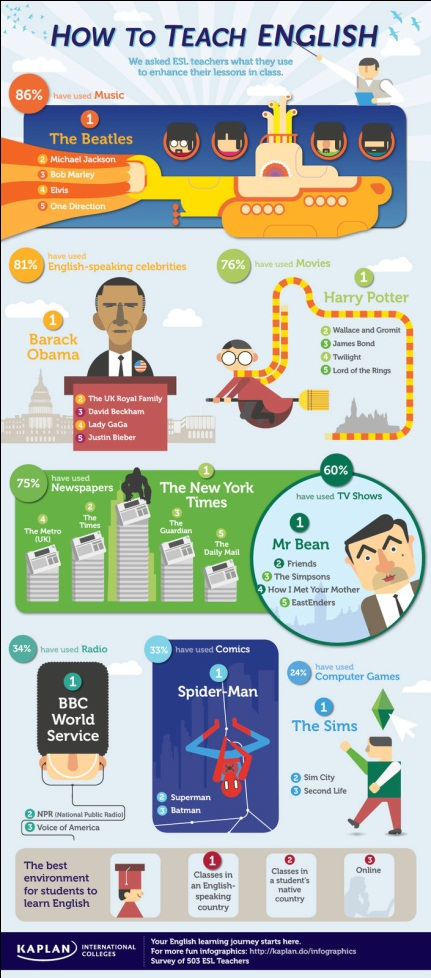 HOW TO TEACH ENGLISH
We asked ESL teachers what they use
to enhance their lessons in class.
86% have used Music
1
The Beatles
2 Michael Jackson
3 Bob Marley
4 Elvis
5 One Direction
81% have used
English-speaking celebrities
1
Barack
Obama
2 The UK Royal Family
3 David Beckham
4 Lady GaGa
5 Justin Bieber
76% have used Movies
1
Harry Potter
2 Wallace and Gromit
3 James Bond
4 Twilight
5 Lord of the Rings
75% have used
Newspapers
1
The New York
Times
2
The
Times
3
The
Guardian
4
The Metro
(UK)
5
The
Daily Mail
60%
have used TV Shows
1
Mr Bean
2 Friends
3 The Simpsons
4 How I Met Your Mother
5 EastEnders
34% have used Radio
1
BBC
World
Service
2 NPR (National Public Radio)
3 Voice of America
33% have used Comics
1
Spider-Man
2 Superman
3 Batman
24% have used
Computer Games
1
The Sims
2 Sim City
3 Second Life
The best
environment
for students to
learn English
1
Classes in
an English-
speaking
country
2
Classes in
a student's
native
country
3
Online
KAPLAN INTERNATIONAL
COLLEGES
Your English learning journey starts here.
For more fun infographics: http://kaplan.do/infographics
Survey of 503 ESL Teachers